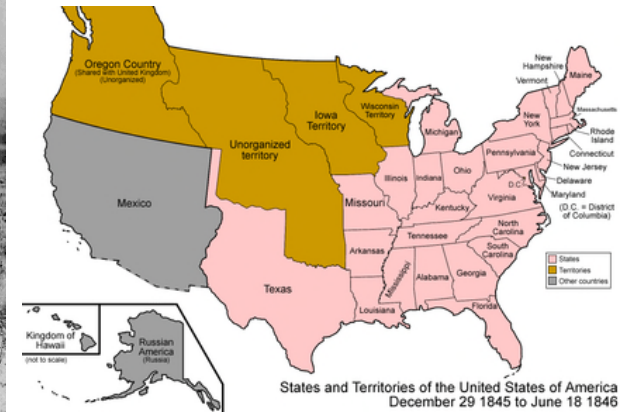 Oregon Country
(Shared with United Kingdom)
(Unorganized)
Iowa
Territory
Wisconsin
Territory
Unorganized
territory
Mexico
Texas
Missouri
Arkansas
Louisiana
Illinois
Indiana
Ohio
Michigan
Kentucky
Tennessee
Mississippi
Alabama
Georgia
Florida
South
Carolina
North
Carolina
Virginia
D.C.
Pennsylvania
New
York
Vermont
New
Hampshire
Maine
Massachusetts
Rhode
Island
Connecticut
New Jersey
Delaware
Maryland
(D.C. = District
of Columbia)
States
Territories
Other countries
Kingdom of
Hawaii
(not to scale)
Russian
America
(Russia)
States and Territories of the United States of America
December 29 1845 to June 18 1846